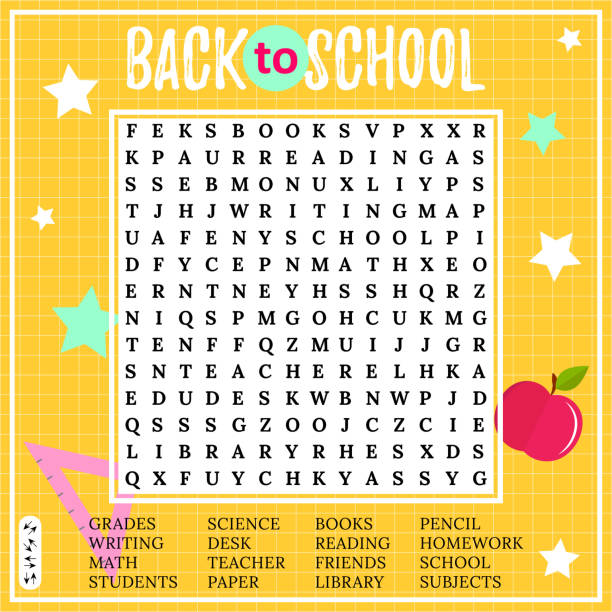 BACK to SCHOOL
F E K S B O O K S V P X X R
K P A U R R E A D I N G A S
S S E B M O N U X L I Y P S
T J H J W R I T I N G M A P
U A F E N Y S C H O O L P I
D F Y C E P N M A T H X E O
E R N T N E Y H S S H Q R Z
N I Q S P M G O H C U K M G
T E N F F Q Z M U I J J G R
S N T E A C H E R E L H K A
E D U D E S K W B N W P J D
Q S S S G Z O O J C Z C I E
L I B R A R Y R H E S X D S
Q X F U Y C H K Y A S S Y G
GRADES SCIENCE BOOKS PENCIL
WRITING DESK READING HOMEWORK
MATH TEACHER FRIENDS SCHOOL
STUDENTS PAPER LIBRARY SUBJECTS